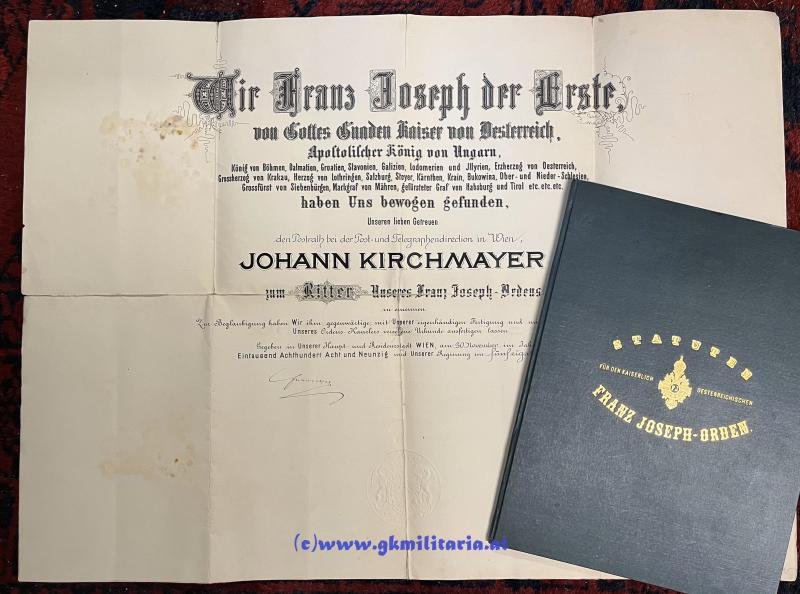 Wir Franz Joseph der Erste,
von Gottes Gnaden Kaiser von Oesterreich,
Apostolischer König von Ungarn,
König von Böhmen, Dalmatien, Croatien, Slavonien, Galizien, Lodomerien und Illyrien, Erzherzog von Oesterreich,
Grossherzog von Krakau, Herzog von Lothringen, Salzburg, Steyer, Kärnthen, Krain, Bukowina, Ober- und Nieder-Schlesien,
Grossfürst von Siebenbürgen, Markgraf von Mähren, gefürsteter Graf von Habsburg und Tirol etc. etc. etc.
haben Uns bewogen gefunden,
Unseren lieben Getreuen
den Postrath bei der Post- und Telegraphendirection in Wien,
JOHANN KIRCHMAYER
zum Ritter Unseres Franz Joseph-Ordens
zu ernennen
Zur Beglaubigung haben Wir ihm gegenwärtige, mit Unserer eigenhändigen Fertigung und
Unseres Ordens-Kanzlers versehene Urkunde ausfertigen lassen
Gegeben in Unserer Haupt- und Residenzstadt WIEN, am 30. November, im
Eintausend Achthundert Acht und Neunzig und Unserer Regierung im
STATUTEN
FÜR DEN KAISERLICH OESTERREICHISCHEN
FRANZ JOSEPH-ORDEN.
(c)www.gkmilitaria.at